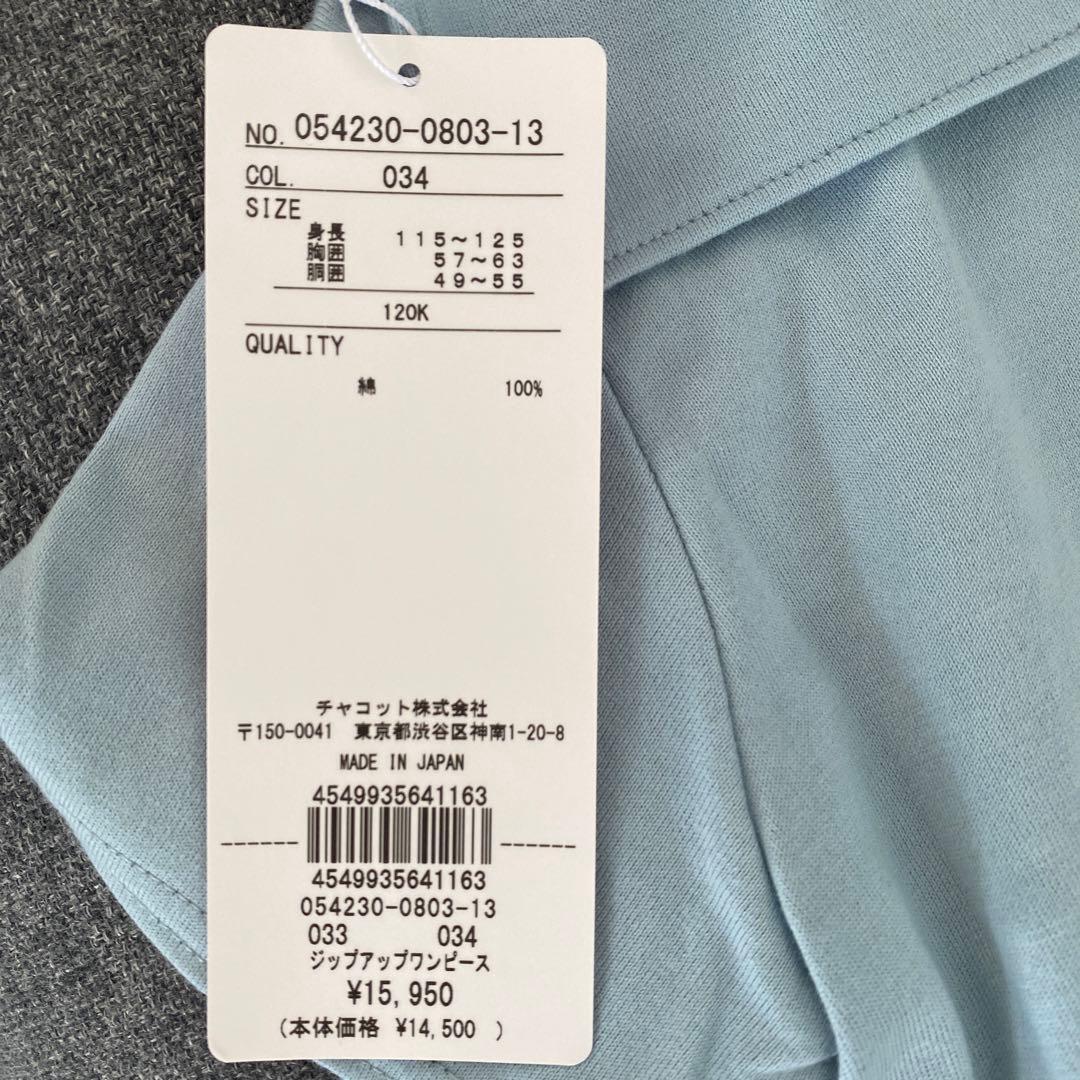 NO. 054230-0803-13
COL. 034
SIZE
身長 115~125
胸囲 57~63
胴囲 49~55
120K
QUALITY
綿 100%
チャコット株式会社
〒150-0041 東京都渋谷区神南1-20-8
MADE IN JAPAN
4549935641163
4549935641163
054230-0803-13
033 034
ジップアップワンピース
¥15,950
(本体価格 ¥14,500 )